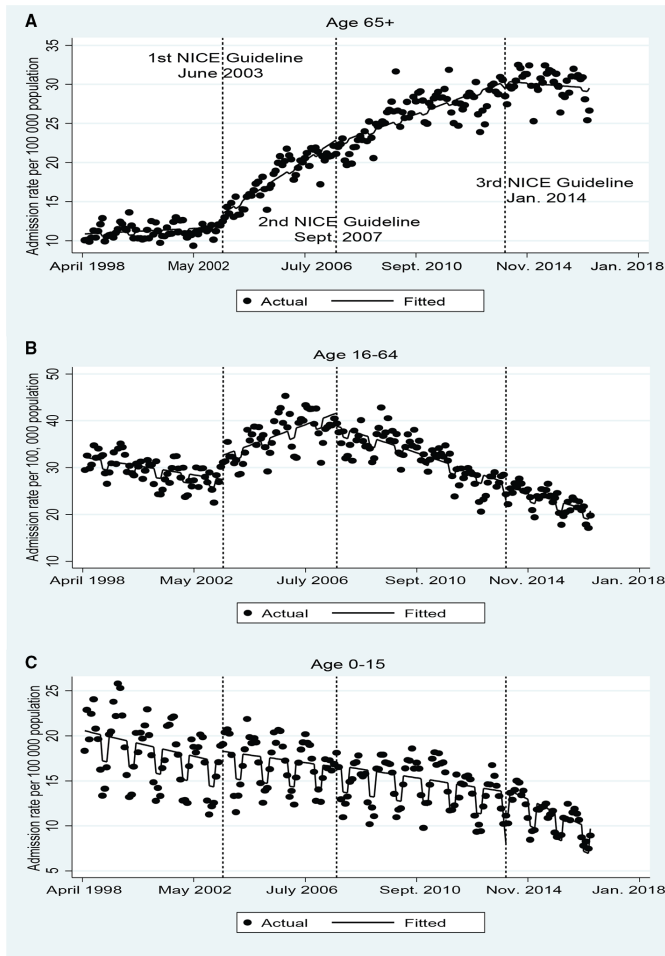 A
Age 65+
Admission rate per 100 000 population
35
30
25
20
15
10
1st NICE Guideline
June 2003
2nd NICE Guideline
Sept. 2007
3rd NICE Guideline
Jan. 2014
April 1998 May 2002 July 2006 Sept. 2010 Nov. 2014 Jan. 2018
Actual Fitted
B
Age 16-64
Admission rate per 100, 000 population
50
40
30
20
10
April 1998 May 2002 July 2006 Sept. 2010 Nov. 2014 Jan. 2018
Actual Fitted
C
Age 0-15
Admission rate per 100 000 population
25
20
15
10
5
April 1998 May 2002 July 2006 Sept. 2010 Nov. 2014 Jan. 2018
Actual Fitted